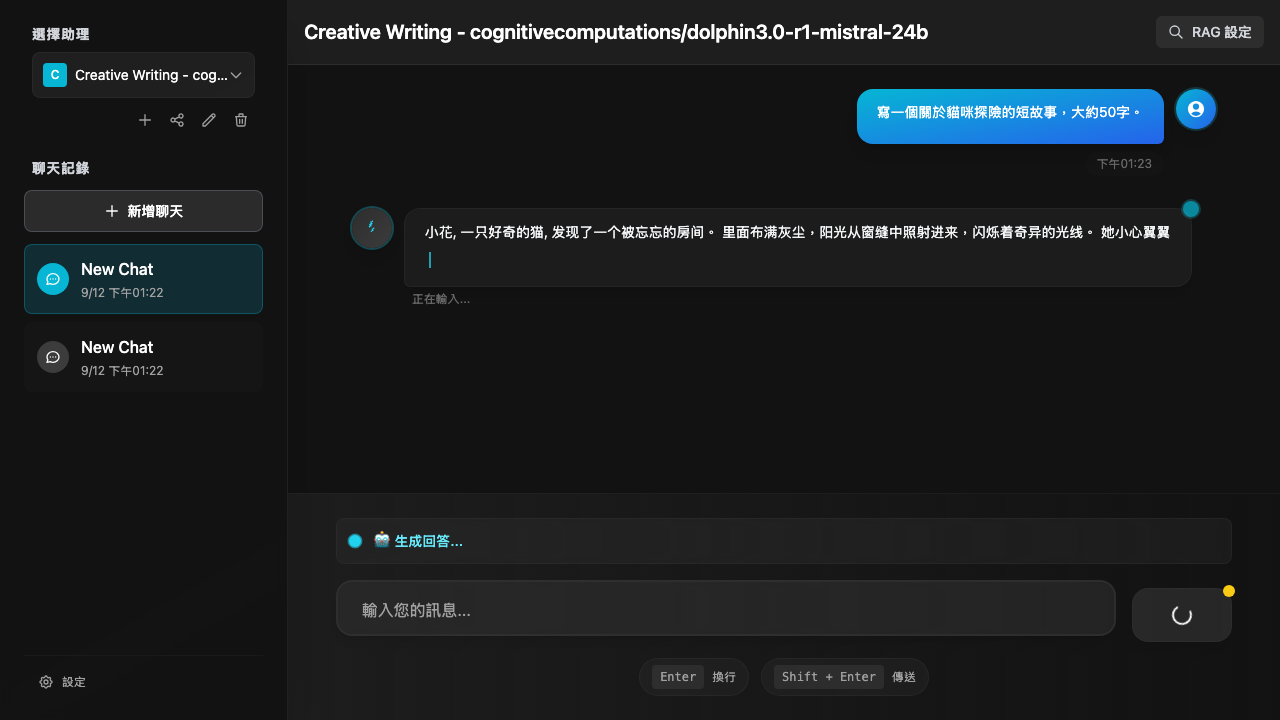 選擇助理
C Creative Writing - cog...
聊天記錄
新增聊天
New Chat
9/12 下午01:22
New Chat
9/12 下午01:22
設定
Creative Writing - cognitivecomputations/dolphin3.0-r1-mistral-24b
RAG 設定
寫一個關於貓咪探險的短故事，大約50字。
下午01:23
小花, 一只好奇的猫, 发现了一个被忘忘的房间。 里面布满灰尘，阳光从窗缝中照射进来，闪烁着奇异的光线。 她小心翼翼
正在輸入...
生成回答...
輸入您的訊息...
Enter 換行
Shift + Enter 傳送